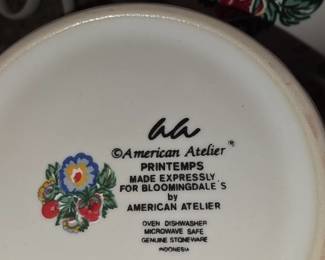 aa
©American Atelier®
PRINTEMPS
MADE EXPRESSLY
FOR BLOOMINGDALE'S
by
AMERICAN ATELIER
OVEN DISHWASHER
MICROWAVE SAFE
GENUINE STONEWARE
INDONESIA